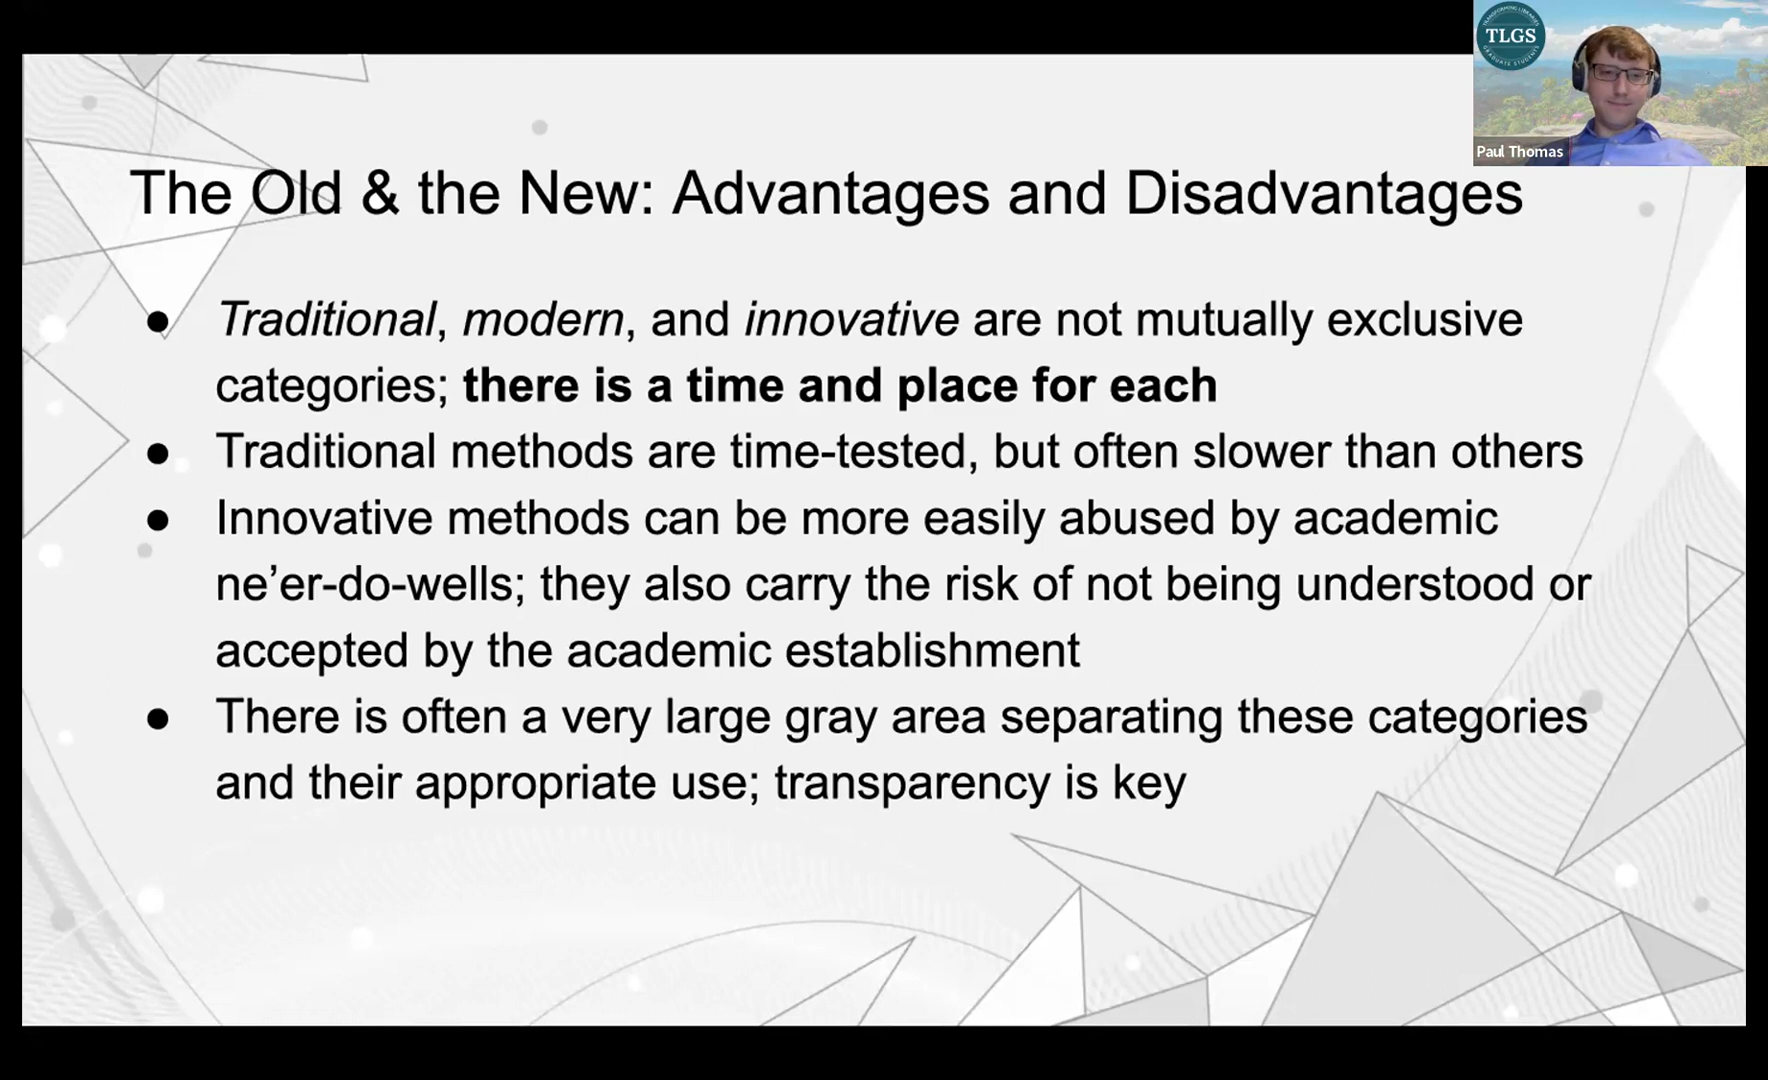 TRANSFORMING LIBRARIES
TLGS
GRADUATE STUDENTS
Paul Thomas
The Old & the New: Advantages and Disadvantages
● Traditional, modern, and innovative are not mutually exclusive
categories; there is a time and place for each
● Traditional methods are time-tested, but often slower than others
● Innovative methods can be more easily abused by academic
ne’er-do-wells; they also carry the risk of not being understood or
accepted by the academic establishment
● There is often a very large gray area separating these categories
and their appropriate use; transparency is key